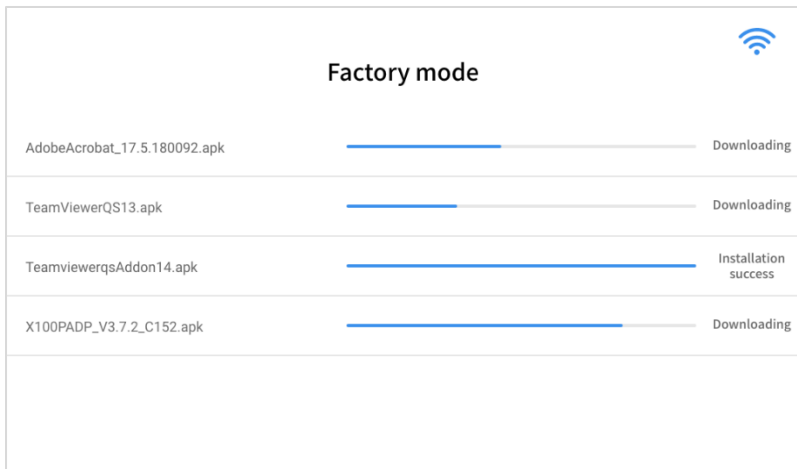 Factory mode
AdobeAcrobat_17.5.180092.apk
Downloading
TeamViewerQS13.apk
Downloading
TeamviewerqsAddon14.apk
Installation
success
X100PADP_V3.7.2_C152.apk
Downloading